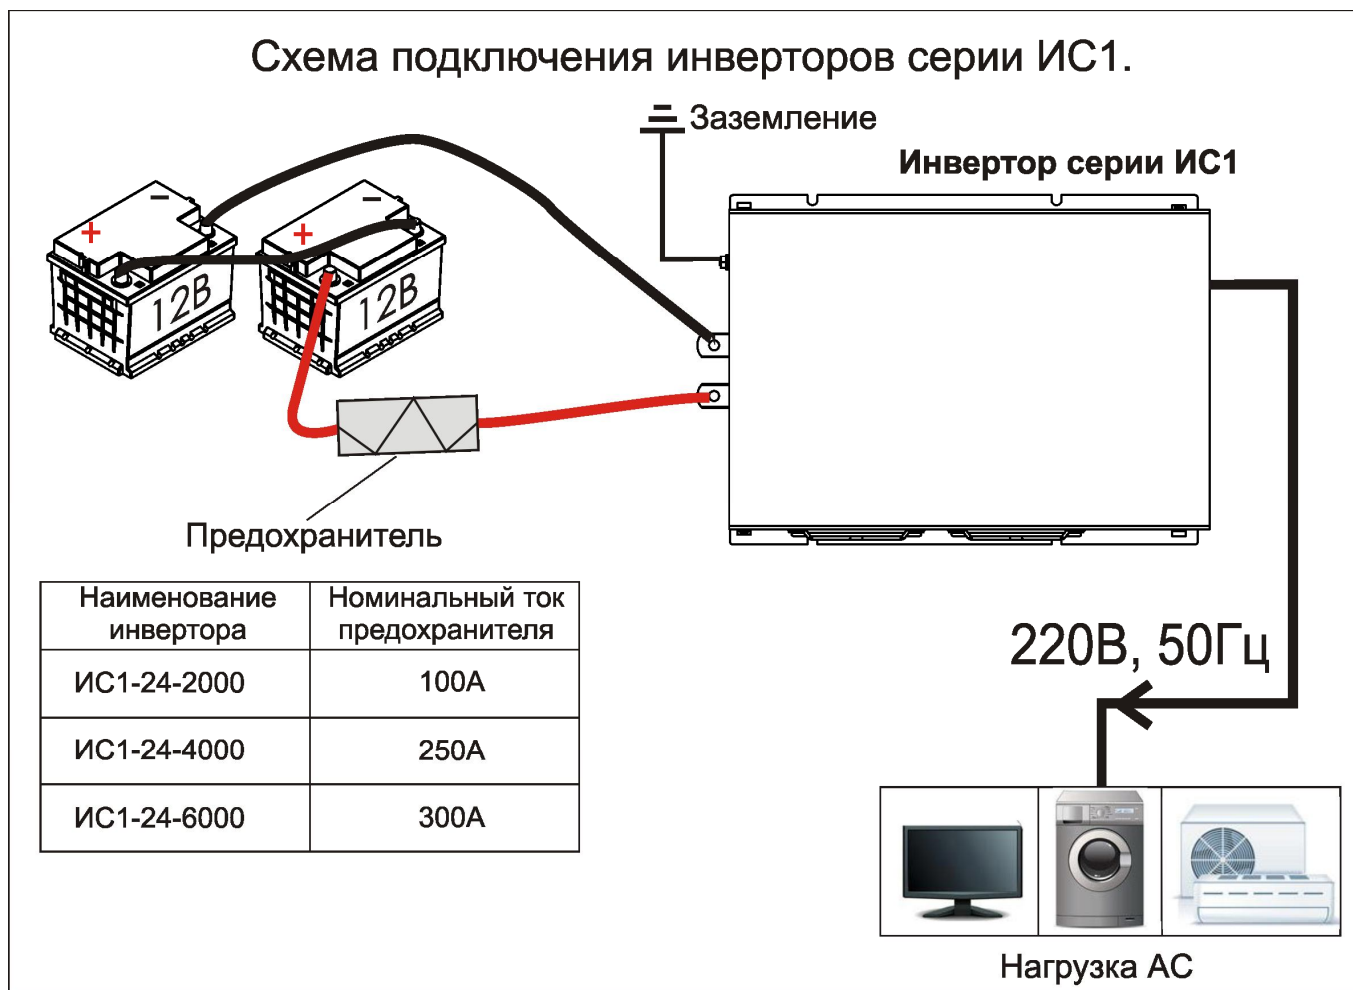 Схема подключения инверторов серии ИС1.
Заземление
Инвертор серии ИС1
+ −
+ −
12В
12В
Предохранитель
Наименование инвертора
Номинальный ток предохранителя
ИС1-24-2000 100А
ИС1-24-4000 250А
ИС1-24-6000 300А
220В, 50Гц
Нагрузка АС